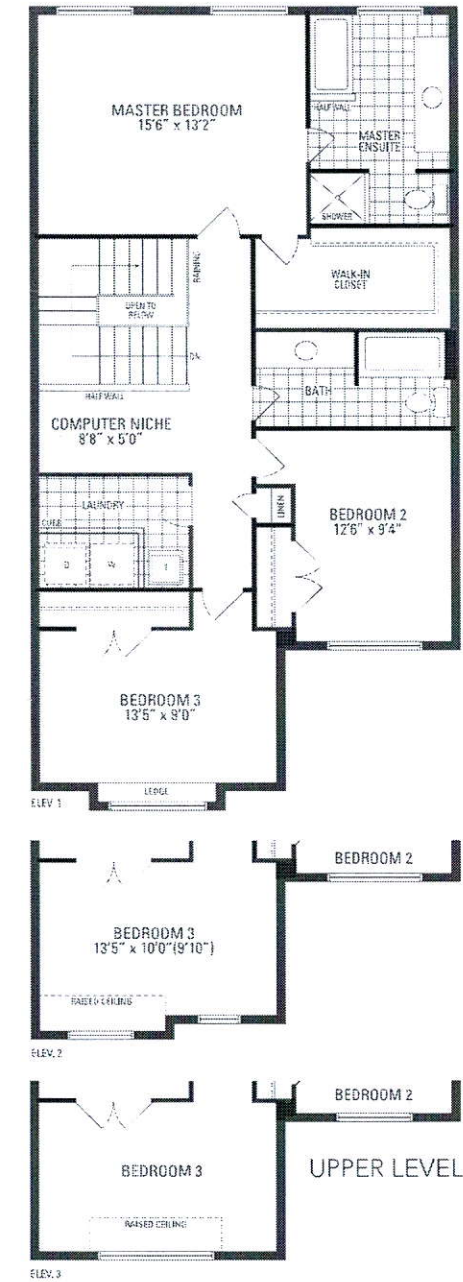 MASTER BEDROOM
15'6" x 13'2"
HALF WALL
MASTER
ENSUITE
SHOWER
RAILING
WALK-IN
CLOSET
OPEN TO
BELOW
DN.
HALF WALL
BATH
COMPUTER NICHE
8'8" x 5'0"
LAUNDRY
LINEN
BEDROOM 2
12'6" x 9'4"
D
W
BEDROOM 3
13'5" x 9'0"
LEDGE
ELEV. 1
BEDROOM 2
BEDROOM 3
13'5" x 10'0"(9'10")
RAISED CEILING
ELEV. 2
BEDROOM 2
BEDROOM 3
UPPER LEVEL
RAISED CEILING
ELEV. 3